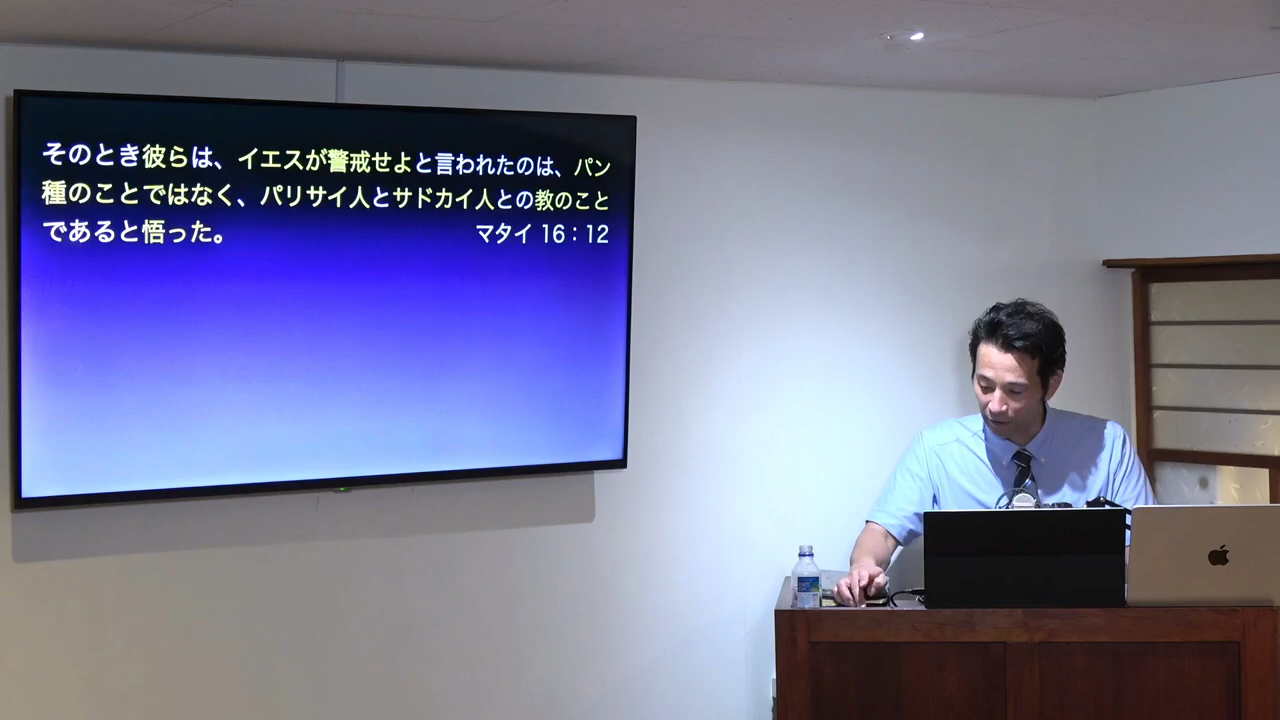 そのとき彼らは、イエスが警戒せよと言われたのは、パン
種のことではなく、パリサイ人とサドカイ人との教のこと
であると悟った。
マタイ 16：12